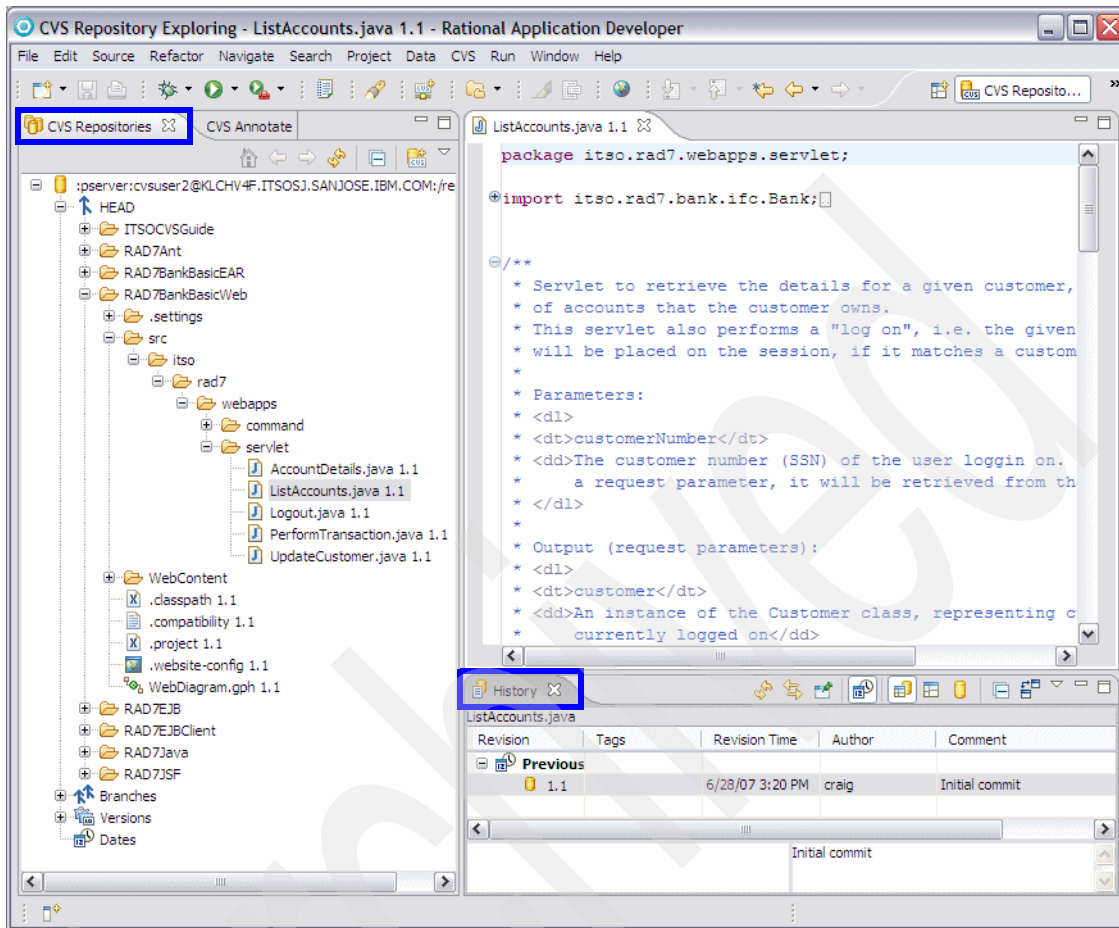 CVS Repository Exploring - ListAccounts.java 1.1 - Rational Application Developer
File Edit Source Refactor Navigate Search Project Data CVS Run Window Help
CVS Reposito...
CVS Repositories
CVS Annotate
:pserver:cvsuser2@KLCHV4F.ITSOSJ.SANJOSE.IBM.COM:/re
HEAD
ITSOCVSGuide
RAD7Ant
RAD7BankBasicEAR
RAD7BankBasicWeb
.settings
src
itso
rad7
webapps
command
servlet
AccountDetails.java 1.1
ListAccounts.java 1.1
Logout.java 1.1
PerformTransaction.java 1.1
UpdateCustomer.java 1.1
WebContent
.classpath 1.1
.compatibility 1.1
.project 1.1
.website-config 1.1
WebDiagram.gph 1.1
RAD7EJB
RAD7EJBClient
RAD7Java
RAD7JSF
Branches
Versions
Dates
ListAccounts.java 1.1
package itso.rad7.webapps.servlet;
import itso.rad7.bank.ifc.Bank;
/**
* Servlet to retrieve the details for a given customer,
* of accounts that the customer owns.
* This servlet also performs a "log on", i.e. the given
* will be placed on the session, if it matches a custom
*
* Parameters:
* <dl>
* <dt>customerNumber</dt>
* <dd>The customer number (SSN) of the user loggin on.
* a request parameter, it will be retrieved from th
* </dl>
*
* Output (request parameters):
* <dl>
* <dt>customer</dt>
* <dd>An instance of the Customer class, representing c
* currently logged on</dd>
History
ListAccounts.java
Revision Tags Revision Time Author Comment
Previous
1.1 6/28/07 3:20 PM craig Initial commit
Initial commit
Archived